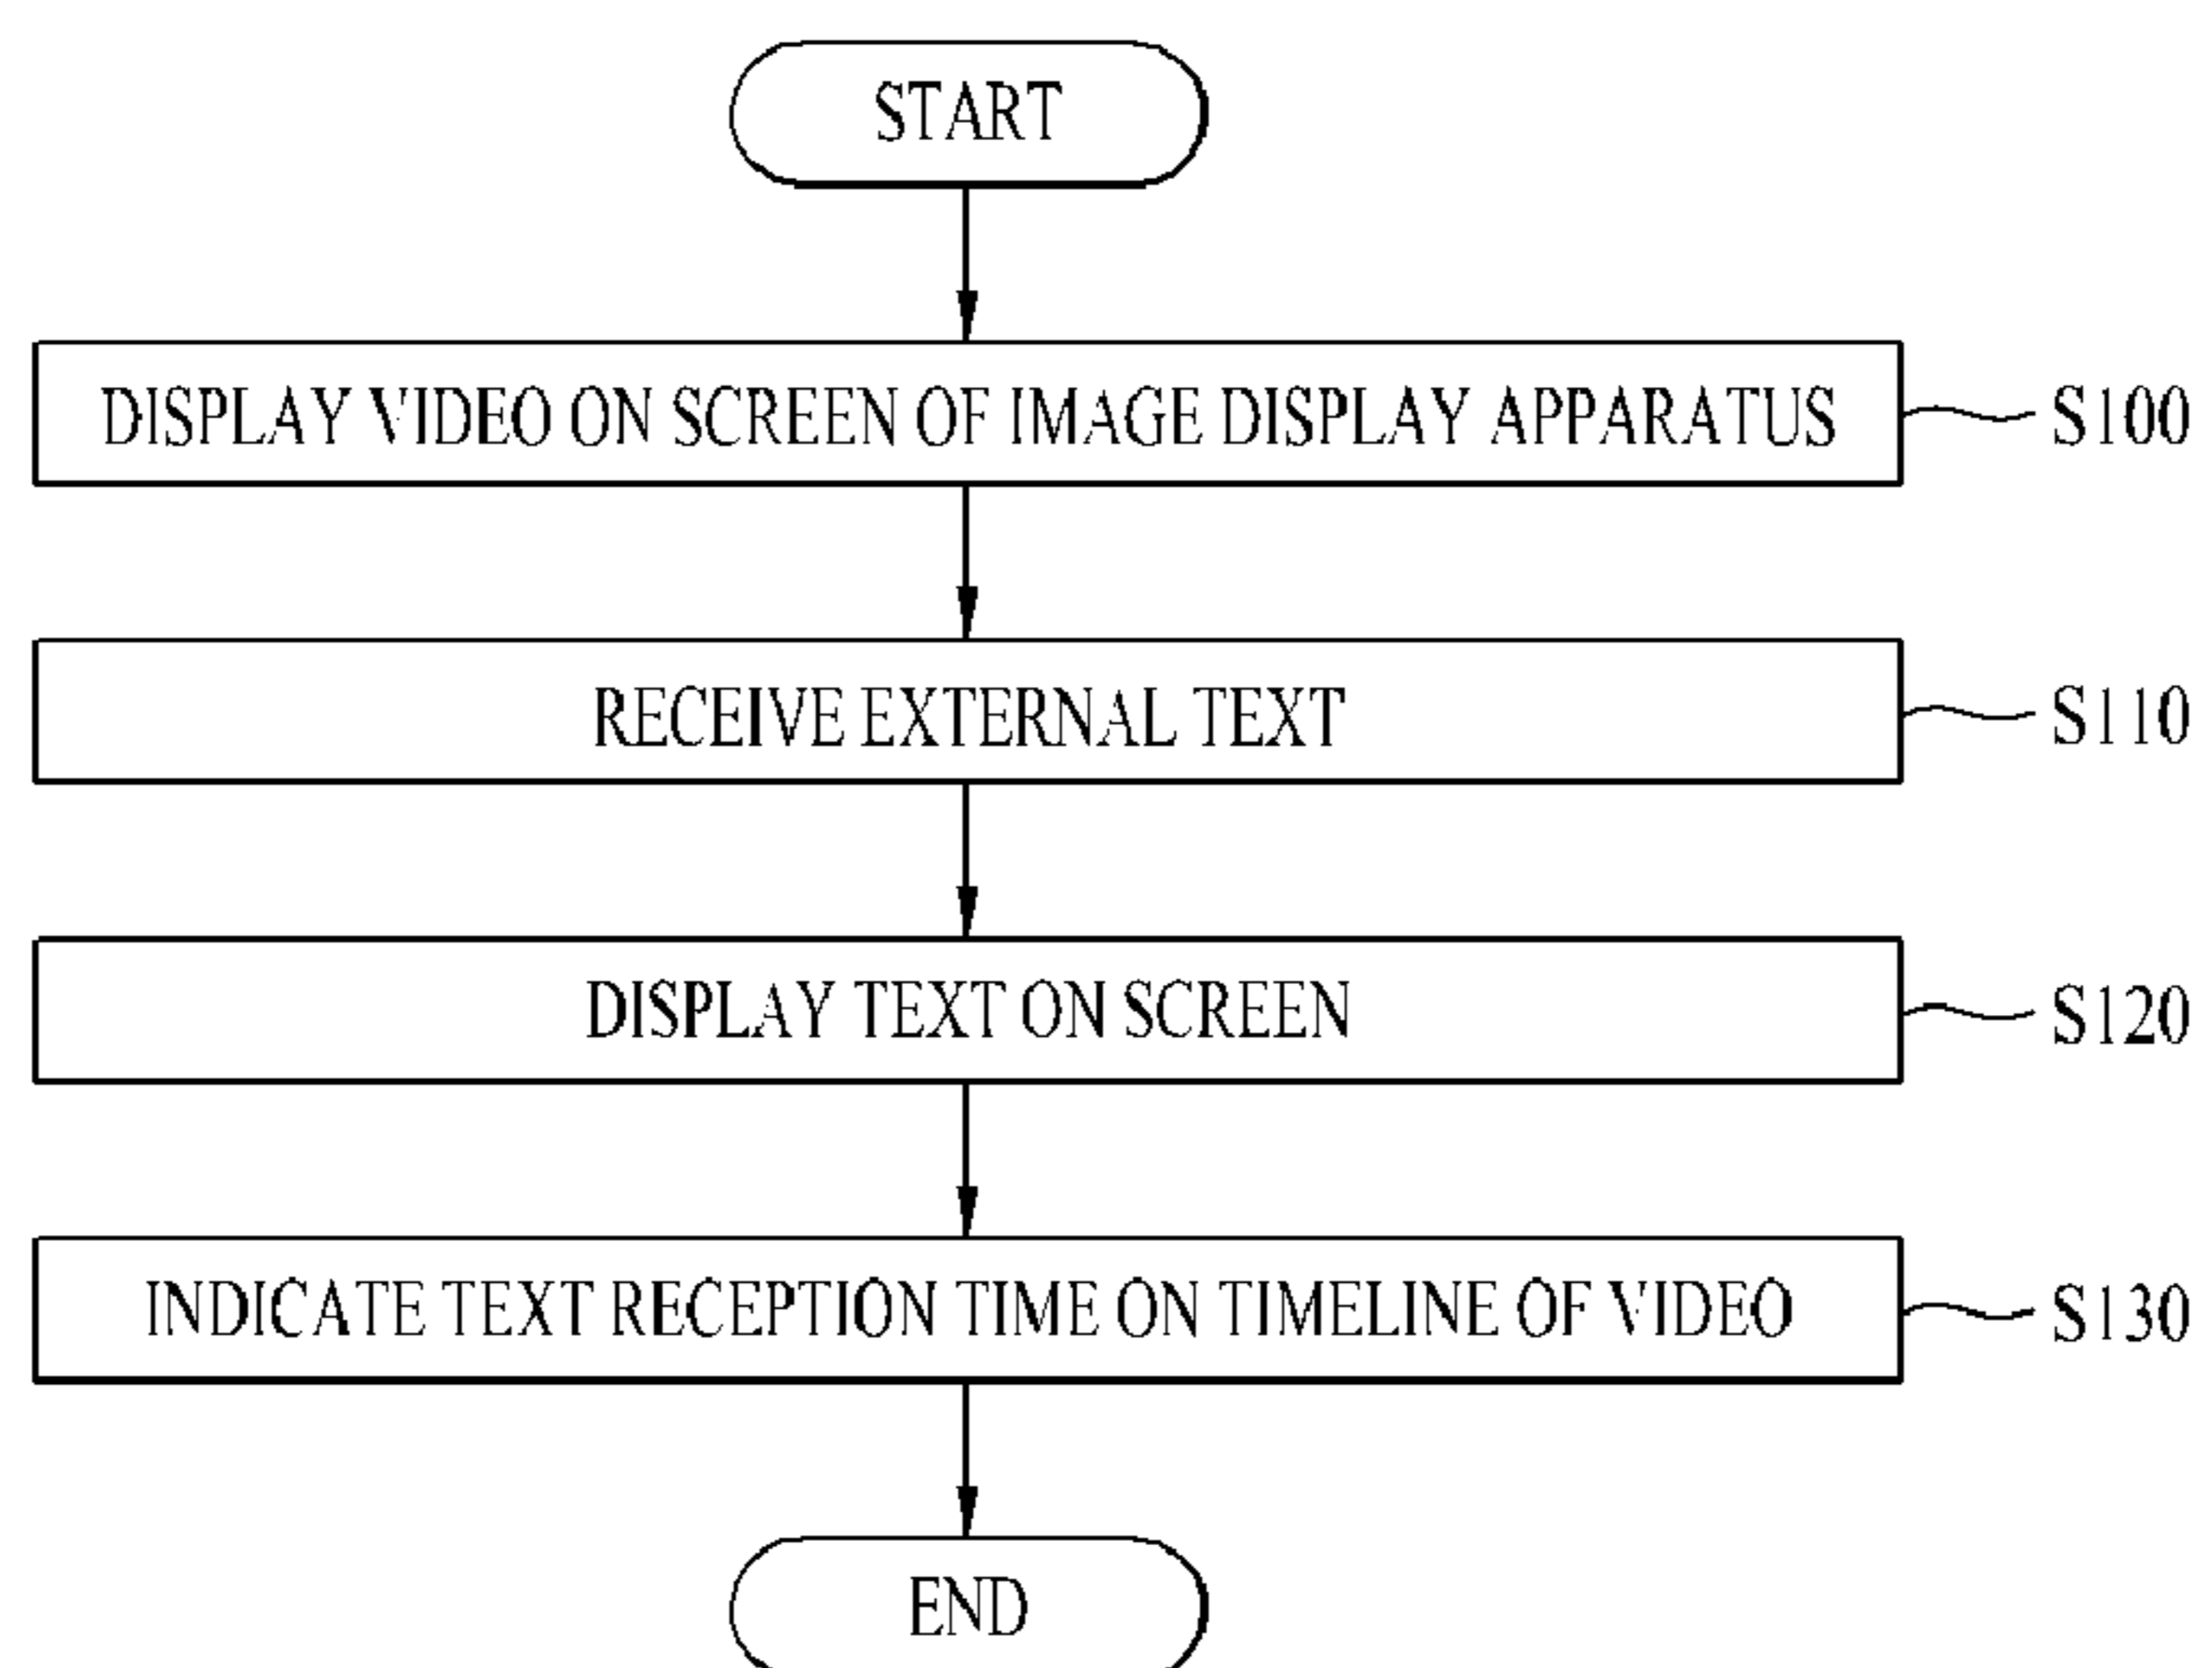 START
DISPLAY VIDEO ON SCREEN OF IMAGE DISPLAY APPARATUS S100
RECEIVE EXTERNAL TEXT S110
DISPLAY TEXT ON SCREEN S120
INDICATE TEXT RECEPTION TIME ON TIMELINE OF VIDEO S130
END